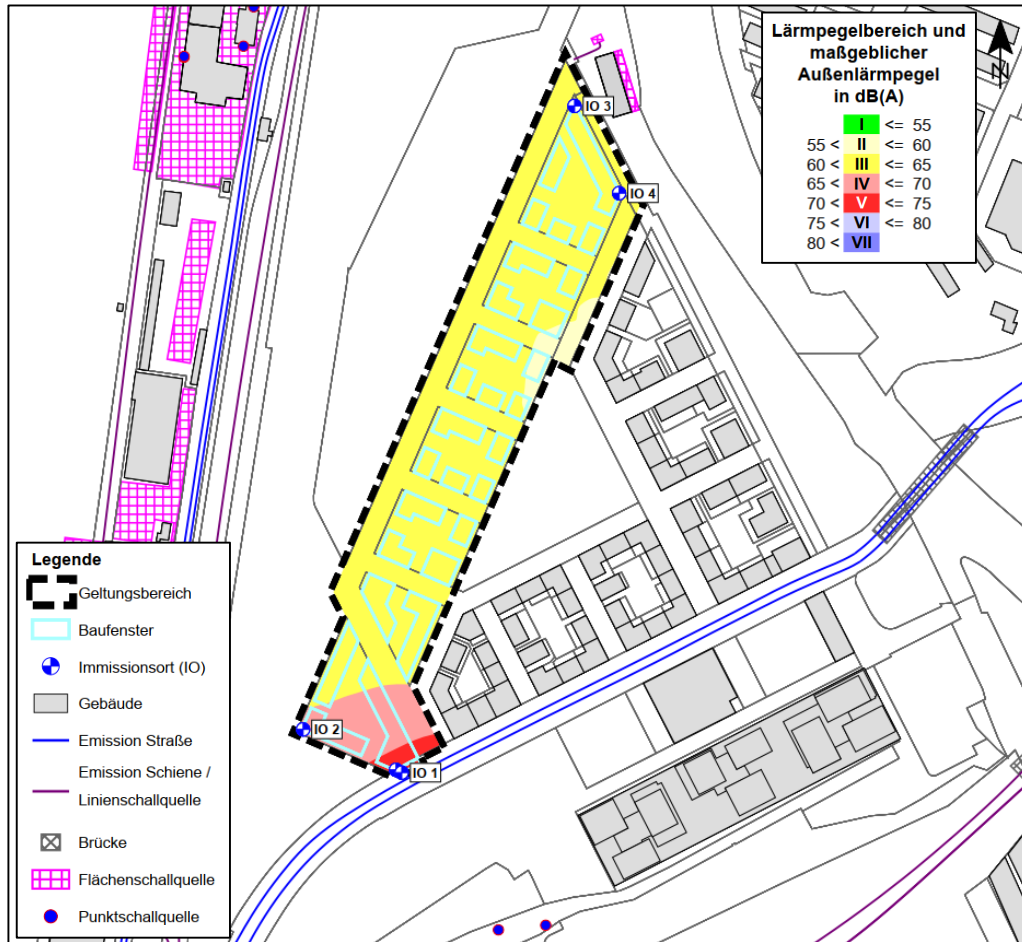 Lärmpegelbereich und
maßgeblicher
Außenlärmpegel
in dB(A)
I <= 55
55 < II <= 60
60 < III <= 65
65 < IV <= 70
70 < V <= 75
75 < VI <= 80
80 < VII
N
IO 3
IO 4
IO 2
IO 1
Legende
Geltungsbereich
Baufenster
Immissionsort (IO)
Gebäude
Emission Straße
Emission Schiene /
Linienschallquelle
Brücke
Flächenschallquelle
Punktschallquelle